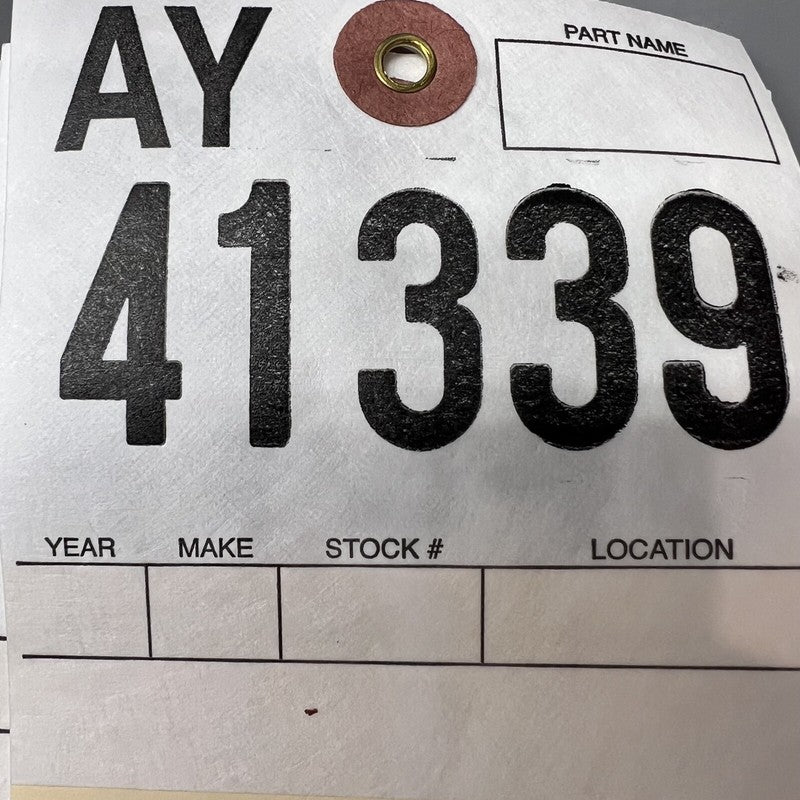 AY
PART NAME
41339
YEAR MAKE STOCK # LOCATION